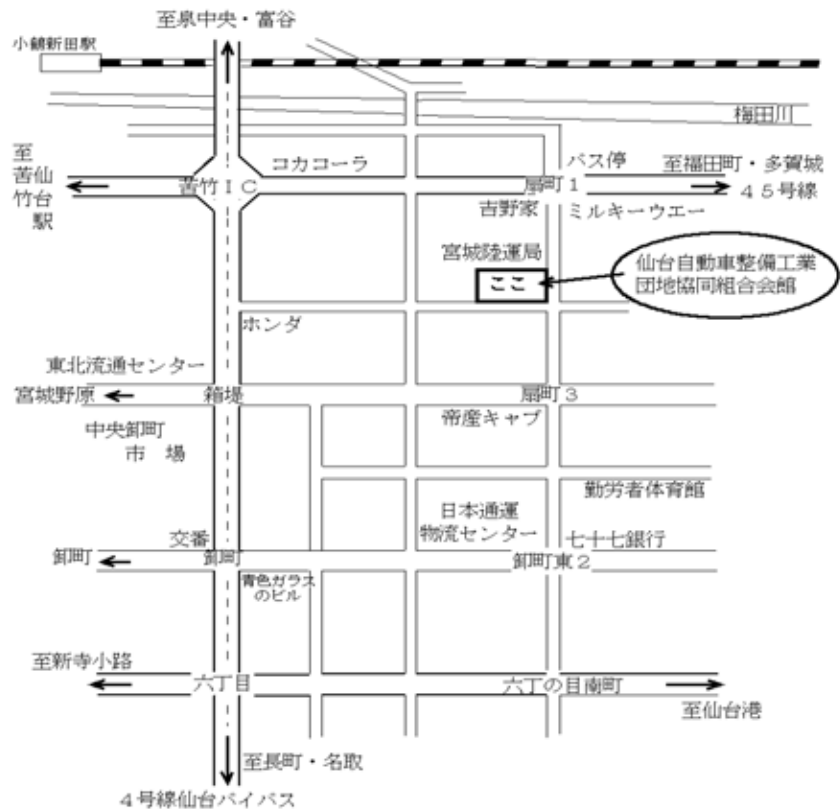 至泉中央・富谷
小鶴新田駅
梅田川
至
苦仙
竹台
駅
コカコーラ
バス停
至福田町・多賀城
苦竹IC
扇町1
45号線
吉野家
ミルキーウエー
宮城陸運局
ここ
仙台自動車整備工業
団地協同組合会館
ホンダ
東北流通センター
宮城野原
箱堤
扇町3
中央卸町
市 場
帝産キャブ
勤労者体育館
日本通運
物流センター
交番
七十七銀行
卸町
卸町
卸町東2
青色ガラス
のビル
至新寺小路
六丁目
六丁の目南町
至仙台港
至長町・名取
4号線仙台バイパス